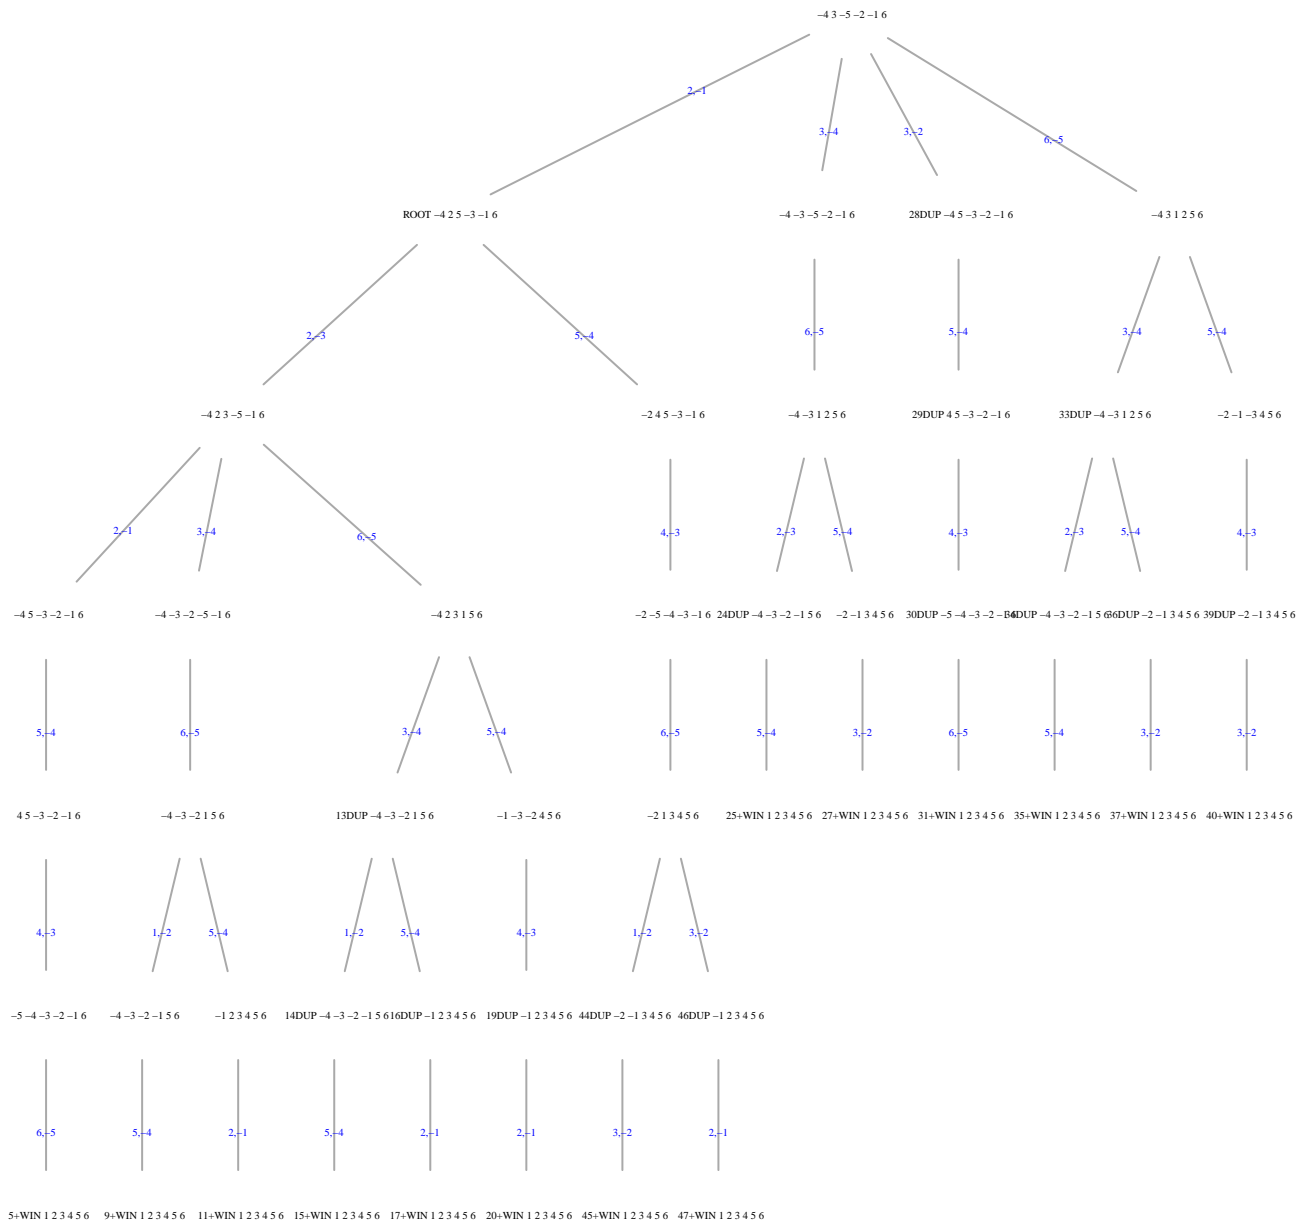 −4 3 −5 −2 −1 6
2,−1
3,−4
3,−2
6,−5
ROOT −4 2 5 −3 −1 6
−4 −3 −5 −2 −1 6
28DUP −4 5 −3 −2 −1 6
−4 3 1 2 5 6
2,−3
5,−4
6,−5
5,−4
3,−4
5,−4
−4 2 3 −5 −1 6
−2 4 5 −3 −1 6
−4 −3 1 2 5 6
29DUP 4 5 −3 −2 −1 6
33DUP −4 −3 1 2 5 6
−2 −1 −3 4 5 6
2,−1
3,−4
6,−5
4,−3
2,−3
5,−4
4,−3
2,−3
5,−4
4,−3
−4 5 −3 −2 −1 6
−4 −3 −2 −5 −1 6
−4 2 3 1 5 6
−2 −5 −4 −3 −1 6
24DUP −4 −3 −2 −1 5 6
−2 −1 3 4 5 6
30DUP −5 −4 −3 −2 −1 6
34DUP −4 −3 −2 −1 5 6
36DUP −2 −1 3 4 5 6
39DUP −2 −1 3 4 5 6
5,−4
6,−5
3,−4
5,−4
6,−5
5,−4
3,−2
6,−5
5,−4
3,−2
3,−2
4 5 −3 −2 −1 6
−4 −3 −2 1 5 6
13DUP −4 −3 −2 1 5 6
−1 −3 −2 4 5 6
−2 1 3 4 5 6
25+WIN 1 2 3 4 5 6
27+WIN 1 2 3 4 5 6
31+WIN 1 2 3 4 5 6
35+WIN 1 2 3 4 5 6
37+WIN 1 2 3 4 5 6
40+WIN 1 2 3 4 5 6
4,−3
1,−2
5,−4
1,−2
5,−4
4,−3
1,−2
3,−2
−5 −4 −3 −2 −1 6
−4 −3 −2 −1 5 6
−1 2 3 4 5 6
14DUP −4 −3 −2 −1 5 6
16DUP −1 2 3 4 5 6
19DUP −1 2 3 4 5 6
44DUP −2 −1 3 4 5 6
46DUP −1 2 3 4 5 6
6,−5
5,−4
2,−1
5,−4
2,−1
2,−1
3,−2
2,−1
5+WIN 1 2 3 4 5 6
9+WIN 1 2 3 4 5 6
11+WIN 1 2 3 4 5 6
15+WIN 1 2 3 4 5 6
17+WIN 1 2 3 4 5 6
20+WIN 1 2 3 4 5 6
45+WIN 1 2 3 4 5 6
47+WIN 1 2 3 4 5 6